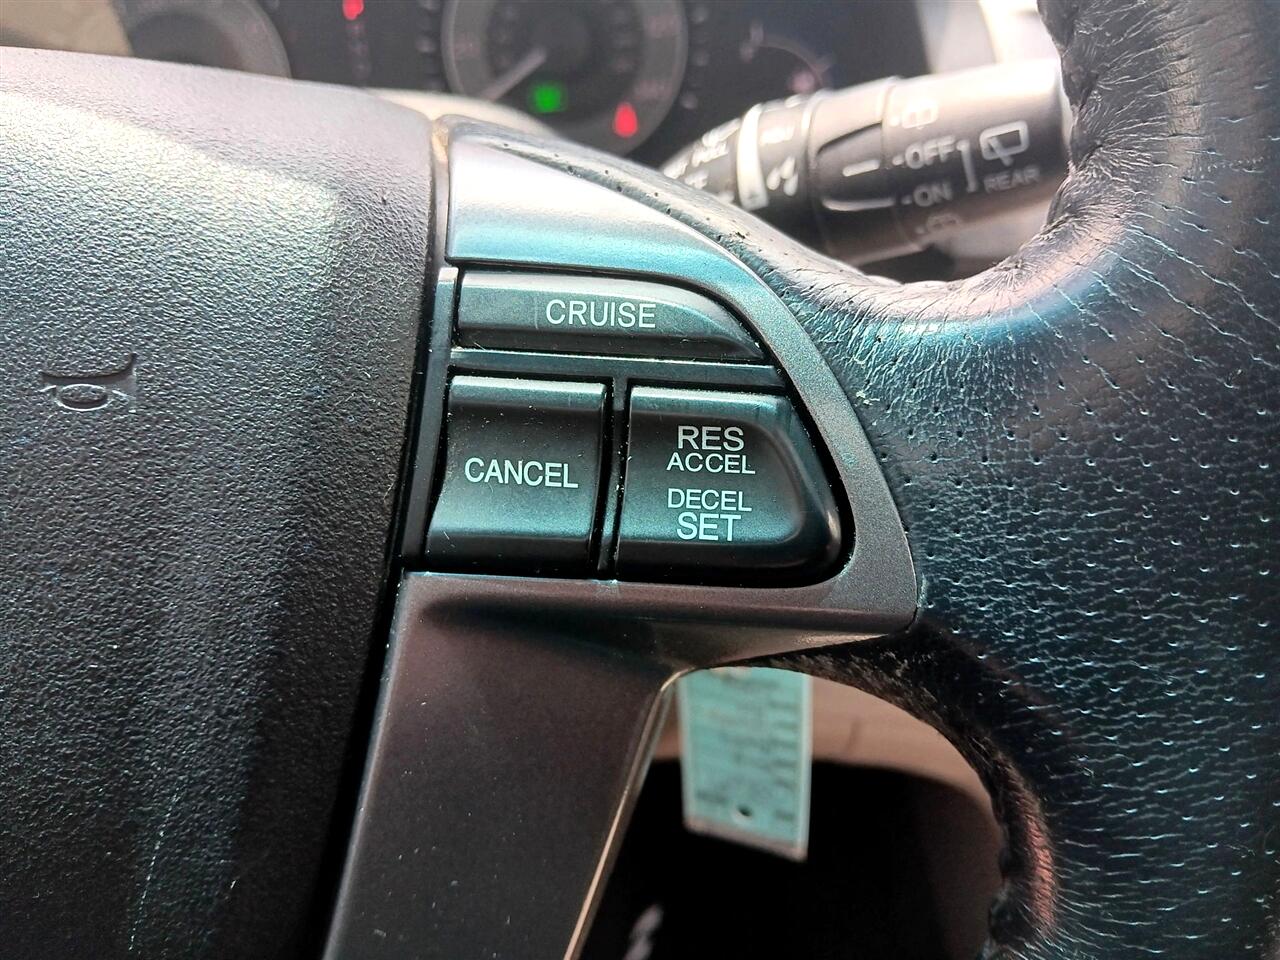 OFF
ON
REAR
CRUISE
CANCEL
RES
ACCEL
DECEL
SET